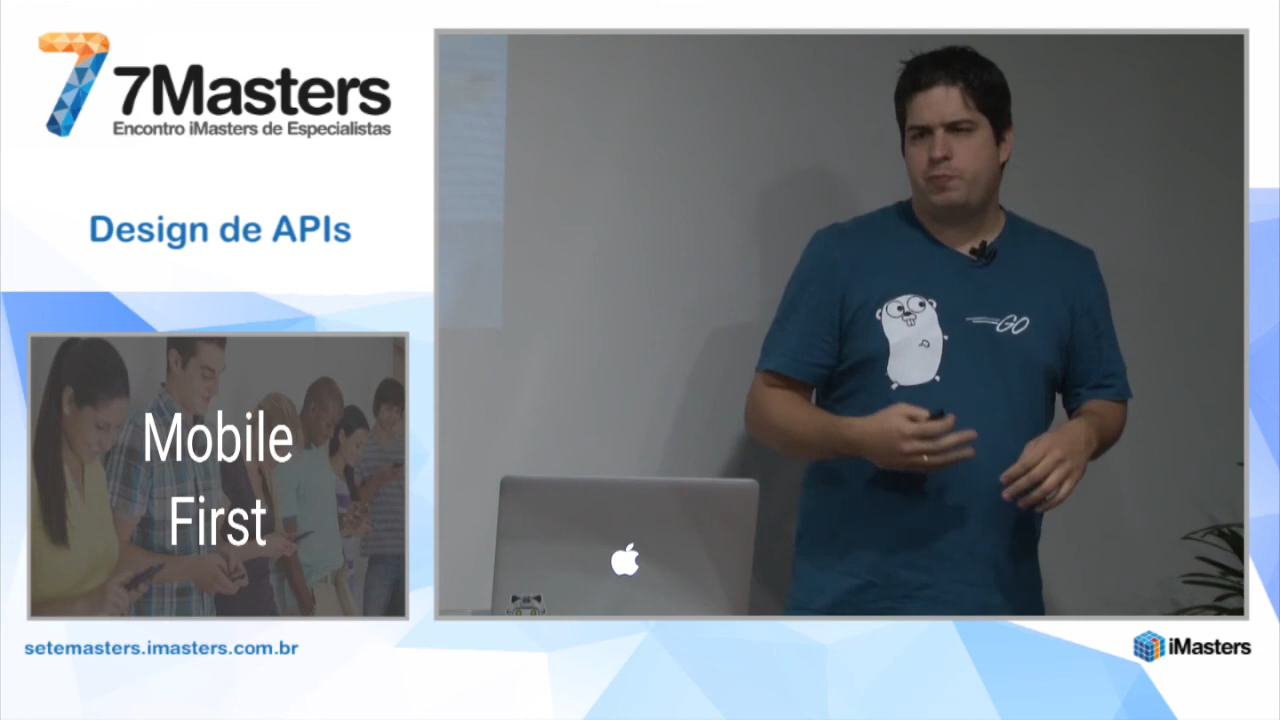 7Masters
Encontro iMasters de Especialistas
Design de APIs
Mobile
First
GO
setemasters.imasters.com.br
iMasters